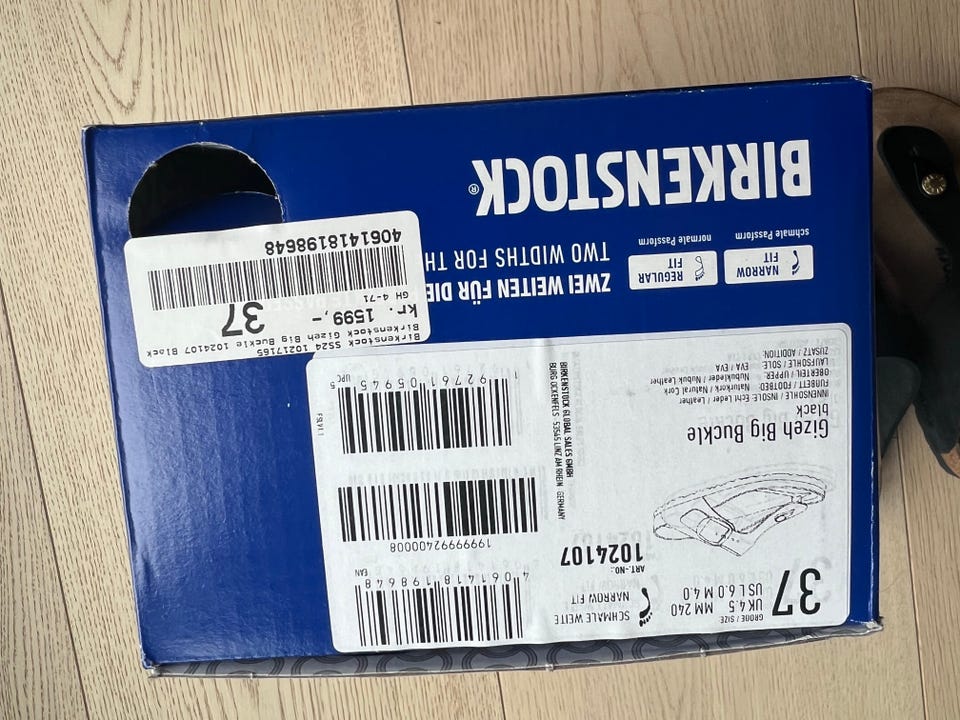 BIRKENSTOCK®
NARROW FIT
schmale Passform
REGULAR FIT
normale Passform
ZWEI WEITEN FÜR DIE
TWO WIDTHS FOR TH
Birkenstock SS24 10217165
Birkenstock Gizeh Big Buckle 1024107 Black
kr. 1599,-
37
GH 4-71
4061418198648
Gizeh Big Buckle
black
INNENSOHLE / INSOLE: Echt Leder / Leather
FUßBETT / FOOTBED: Naturkork / Natural Cork
OBERTEIL / UPPER: Nubukleder / Nubuk Leather
LAUFSOHLE / SOLE: EVA / EVA
ZUSATZ / ADDITION:
BIRKENSTOCK GLOBAL SALES GMBH
BURG OCKENFELS 53545 LINZ AM RHEIN GERMANY
37
GRÖßE / SIZE
UK 4.5 MM 240
US L 6.0 M 4.0
ART.-NO.:
1024107
SCHMALE WEITE
NARROW FIT
UPC
1 92761 05945 5
19999992400008
EAN
4 061418 198648